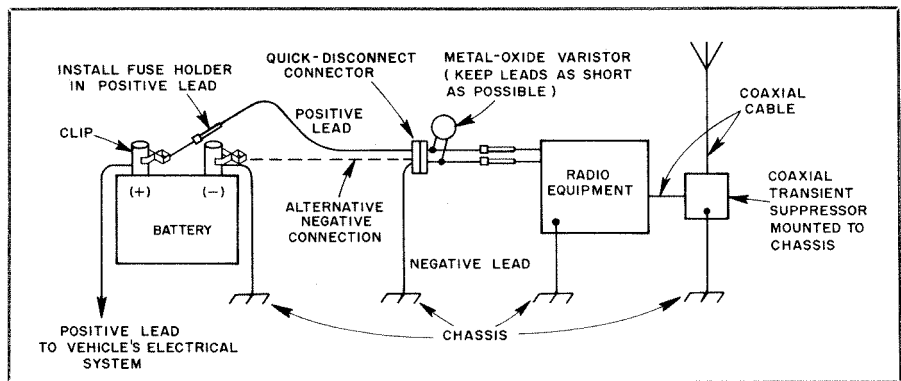 INSTALL FUSE HOLDER
IN POSITIVE LEAD
QUICK-DISCONNECT
CONNECTOR
METAL-OXIDE VARISTOR
(KEEP LEADS AS SHORT
AS POSSIBLE)
COAXIAL
CABLE
POSITIVE
LEAD
CLIP
(+)
(-)
BATTERY
ALTERNATIVE
NEGATIVE
CONNECTION
RADIO
EQUIPMENT
COAXIAL
TRANSIENT
SUPPRESSOR
MOUNTED TO
CHASSIS
NEGATIVE LEAD
CHASSIS
POSITIVE LEAD
TO VEHICLE'S ELECTRICAL
SYSTEM